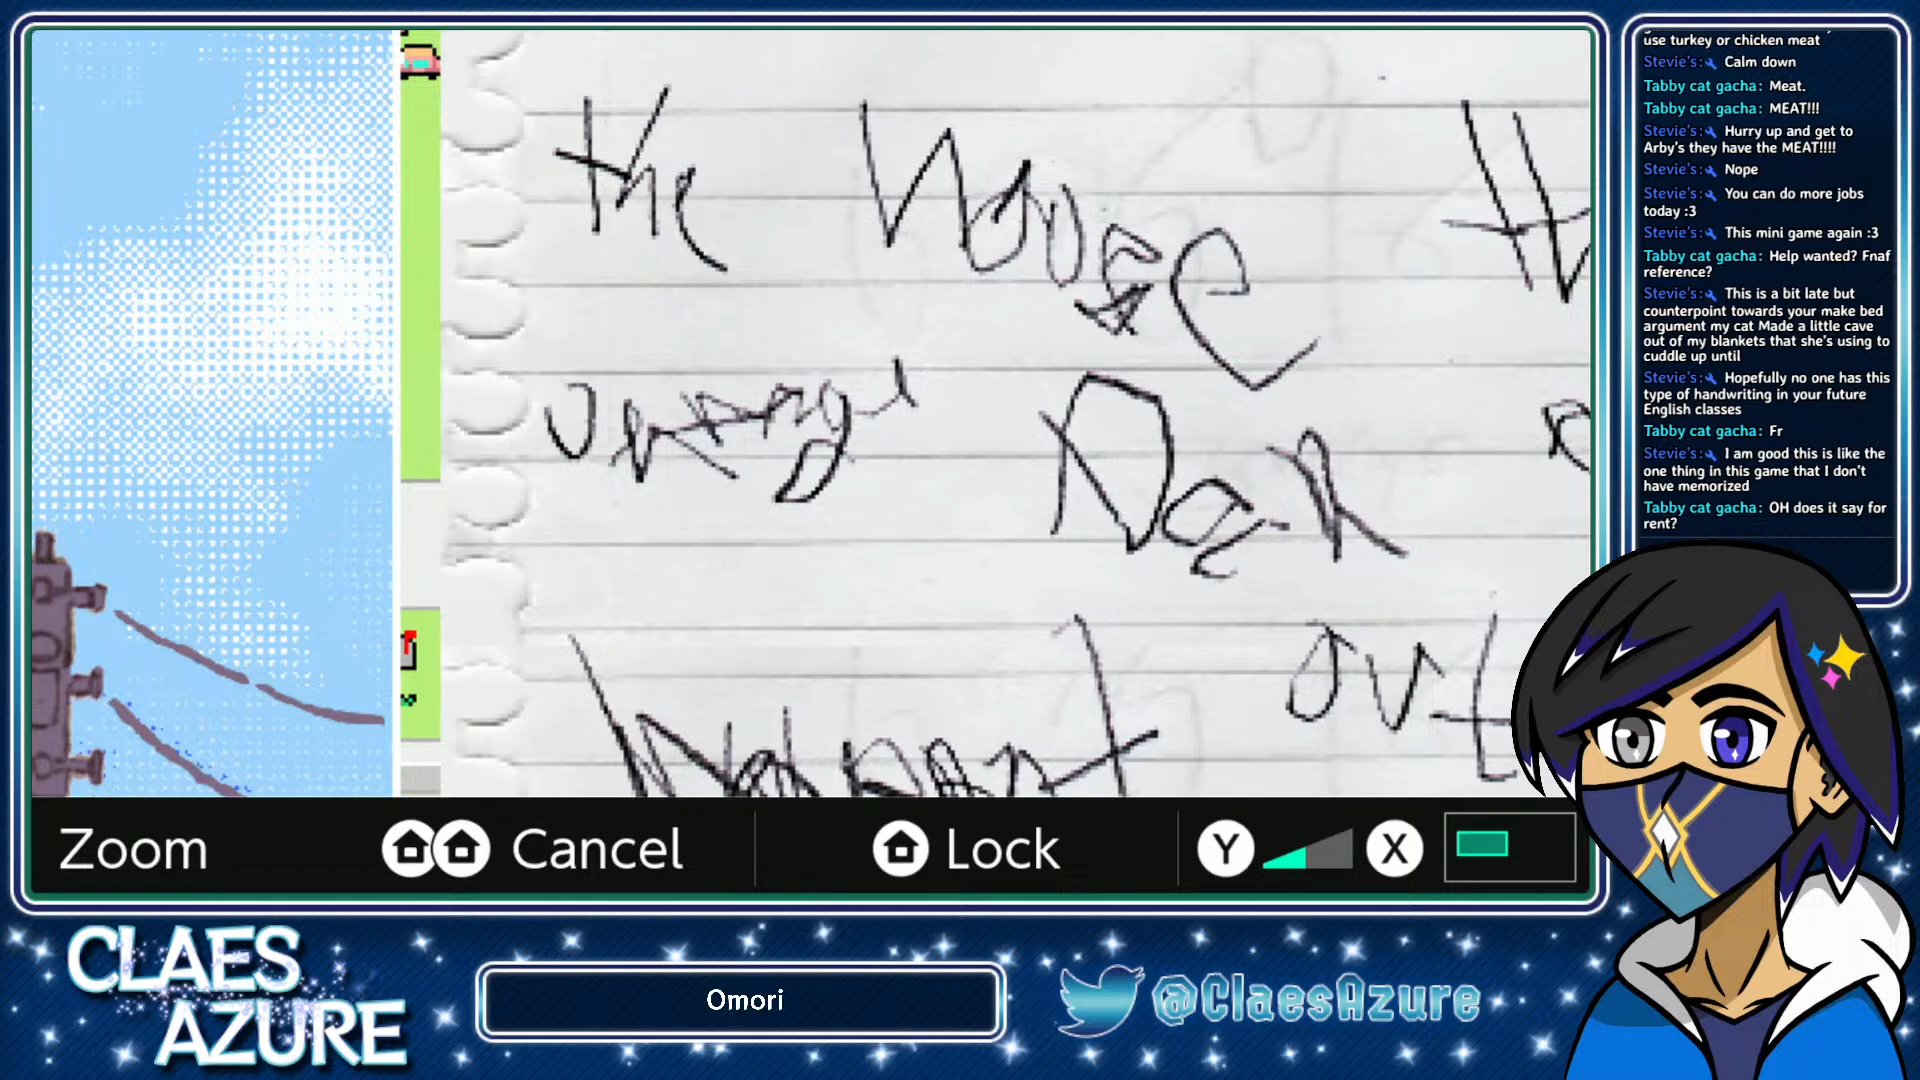 the House
out
Zoom Cancel Lock Y X
use turkey or chicken meat
Stevie's: Calm down
Tabby cat gacha: Meat.
Tabby cat gacha: MEAT!!!
Stevie's: Hurry up and get to
Arby's they have the MEAT!!!!
Stevie's: Nope
Stevie's: You can do more jobs
today :3
Stevie's: This mini game again :3
Tabby cat gacha: Help wanted? Fnaf
reference?
Stevie's: This is a bit late but
counterpoint towards your make bed
argument my cat Made a little cave
out of my blankets that she's using to
cuddle up until
Stevie's: Hopefully no one has this
type of handwriting in your future
English classes
Tabby cat gacha: Fr
Stevie's: I am good this is like the
one thing in this game that I don't
have memorized
Tabby cat gacha: OH does it say for
rent?
CLAES
AZURE
Omori
@ClaesAzure